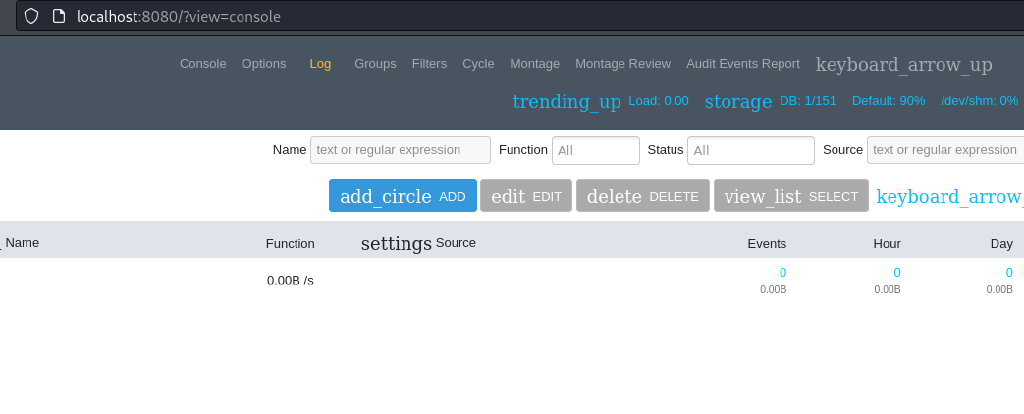 localhost:8080/?view=console
Console Options Log Groups Filters Cycle Montage Montage Review Audit Events Report keyboard_arrow_up
trending_up Load: 0.00 storage DB: 1/151 Default: 90% /dev/shm: 0%
Name text or regular expression Function All Status All Source text or regular expression
add_circle ADD edit EDIT delete DELETE view_list SELECT keyboard_arrow_
Name Function settings Source Events Hour Day
0.00B /s 0 0 0
0.00B 0.00B 0.00B